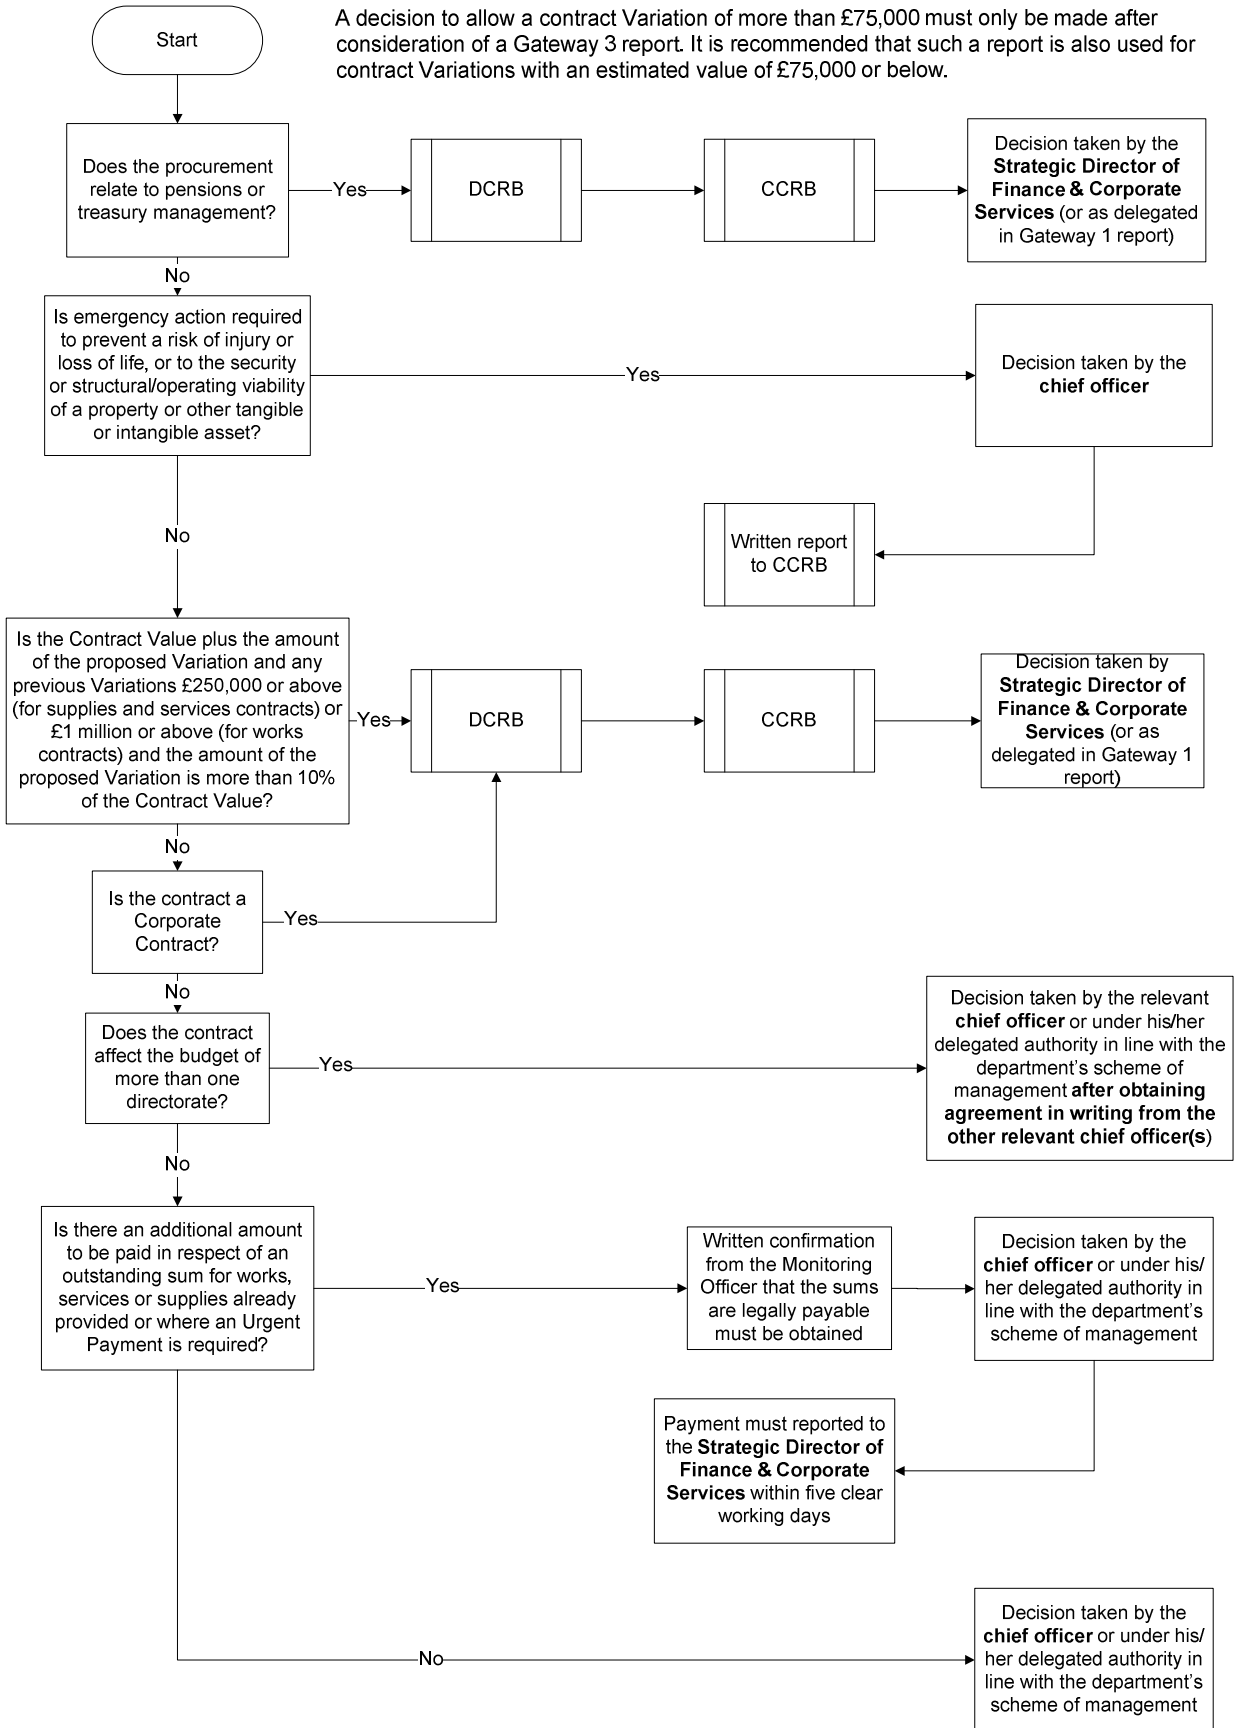 Start
A decision to allow a contract Variation of more than £75,000 must only be made after
consideration of a Gateway 3 report. It is recommended that such a report is also used for
contract Variations with an estimated value of £75,000 or below.
Does the procurement
relate to pensions or
treasury management?
Yes
DCRB
CCRB
Decision taken by the
Strategic Director of
Finance & Corporate
Services (or as delegated
in Gateway 1 report)
No
Is emergency action required
to prevent a risk of injury or
loss of life, or to the security
or structural/operating viability
of a property or other tangible
or intangible asset?
Yes
Decision taken by the
chief officer
Written report
to CCRB
No
Is the Contract Value plus the amount
of the proposed Variation and any
previous Variations £250,000 or above
(for supplies and services contracts) or
£1 million or above (for works
contracts) and the amount of the
proposed Variation is more than 10%
of the Contract Value?
Yes
DCRB
CCRB
Decision taken by
Strategic Director of
Finance & Corporate
Services (or as
delegated in Gateway 1
report)
No
Is the contract a
Corporate
Contract?
Yes
No
Does the contract
affect the budget of
more than one
directorate?
Yes
Decision taken by the relevant
chief officer or under his/her
delegated authority in line with the
department's scheme of
management after obtaining
agreement in writing from the
other relevant chief officer(s)
No
Is there an additional amount
to be paid in respect of an
outstanding sum for works,
services or supplies already
provided or where an Urgent
Payment is required?
Yes
Written confirmation
from the Monitoring
Officer that the sums
are legally payable
must be obtained
Decision taken by the
chief officer or under his/
her delegated authority in
line with the department's
scheme of management
Payment must reported to
the Strategic Director of
Finance & Corporate
Services within five clear
working days
No
Decision taken by the
chief officer or under his/
her delegated authority in
line with the department's
scheme of management